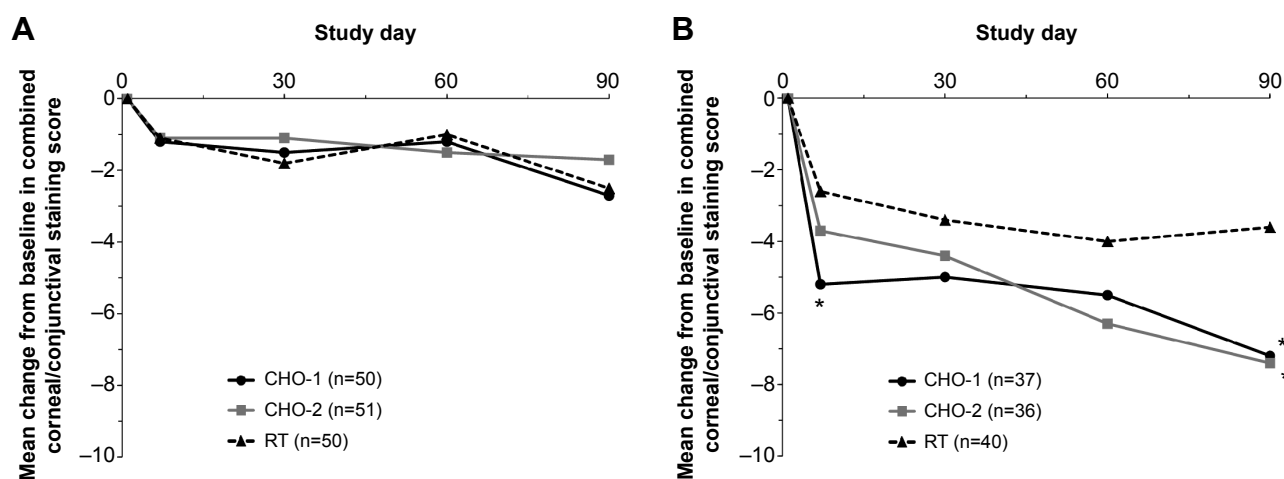 A
Study day
0 30 60 90
Mean change from baseline in combined
corneal/conjunctival staining score
0
–2
–4
–6
–8
–10
CHO-1 (n=50)
CHO-2 (n=51)
RT (n=50)
B
Study day
0 30 60 90
Mean change from baseline in combined
corneal/conjunctival staining score
0
–2
–4
–6
–8
–10
*
*
*
CHO-1 (n=37)
CHO-2 (n=36)
RT (n=40)